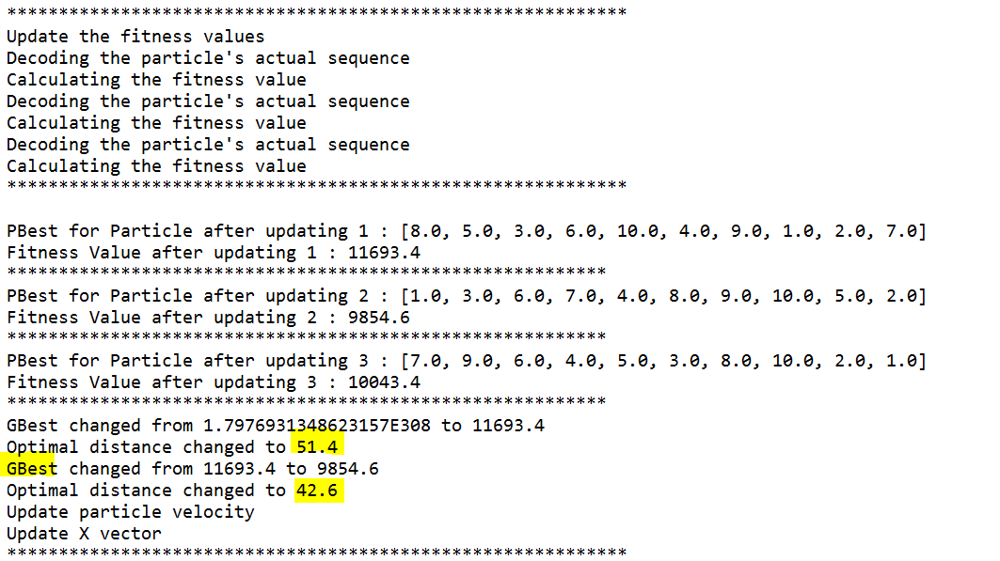 ************************************************************
Update the fitness values
Decoding the particle's actual sequence
Calculating the fitness value
Decoding the particle's actual sequence
Calculating the fitness value
Decoding the particle's actual sequence
Calculating the fitness value
************************************************************
PBest for Particle after updating 1 : [8.0, 5.0, 3.0, 6.0, 10.0, 4.0, 9.0, 1.0, 2.0, 7.0]
Fitness Value after updating 1 : 11693.4
**********************************************************
PBest for Particle after updating 2 : [1.0, 3.0, 6.0, 7.0, 4.0, 8.0, 9.0, 10.0, 5.0, 2.0]
Fitness Value after updating 2 : 9854.6
**********************************************************
PBest for Particle after updating 3 : [7.0, 9.0, 6.0, 4.0, 5.0, 3.0, 8.0, 10.0, 2.0, 1.0]
Fitness Value after updating 3 : 10043.4
**********************************************************
GBest changed from 1.7976931348623157E308 to 11693.4
Optimal distance changed to 51.4
GBest changed from 11693.4 to 9854.6
Optimal distance changed to 42.6
Update particle velocity
Update X vector
************************************************************